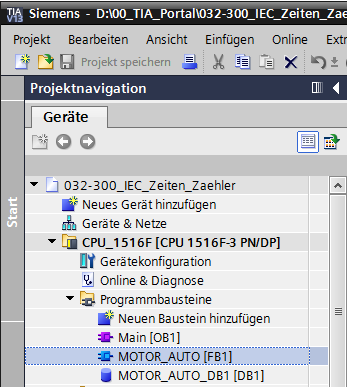 TIA V13 Siemens - D:\00_TIA_Portal\032-300_IEC_Zeiten_Zae
Projekt Bearbeiten Ansicht Einfügen Online Extr
Projekt speichern
Projektnavigation
Geräte
Start
032-300_IEC_Zeiten_Zaehler
Neues Gerät hinzufügen
Geräte & Netze
CPU_1516F [CPU 1516F-3 PN/DP]
Gerätekonfiguration
Online & Diagnose
Programmbausteine
Neuen Baustein hinzufügen
Main [OB1]
MOTOR_AUTO [FB1]
MOTOR_AUTO_DB1 [DB1]